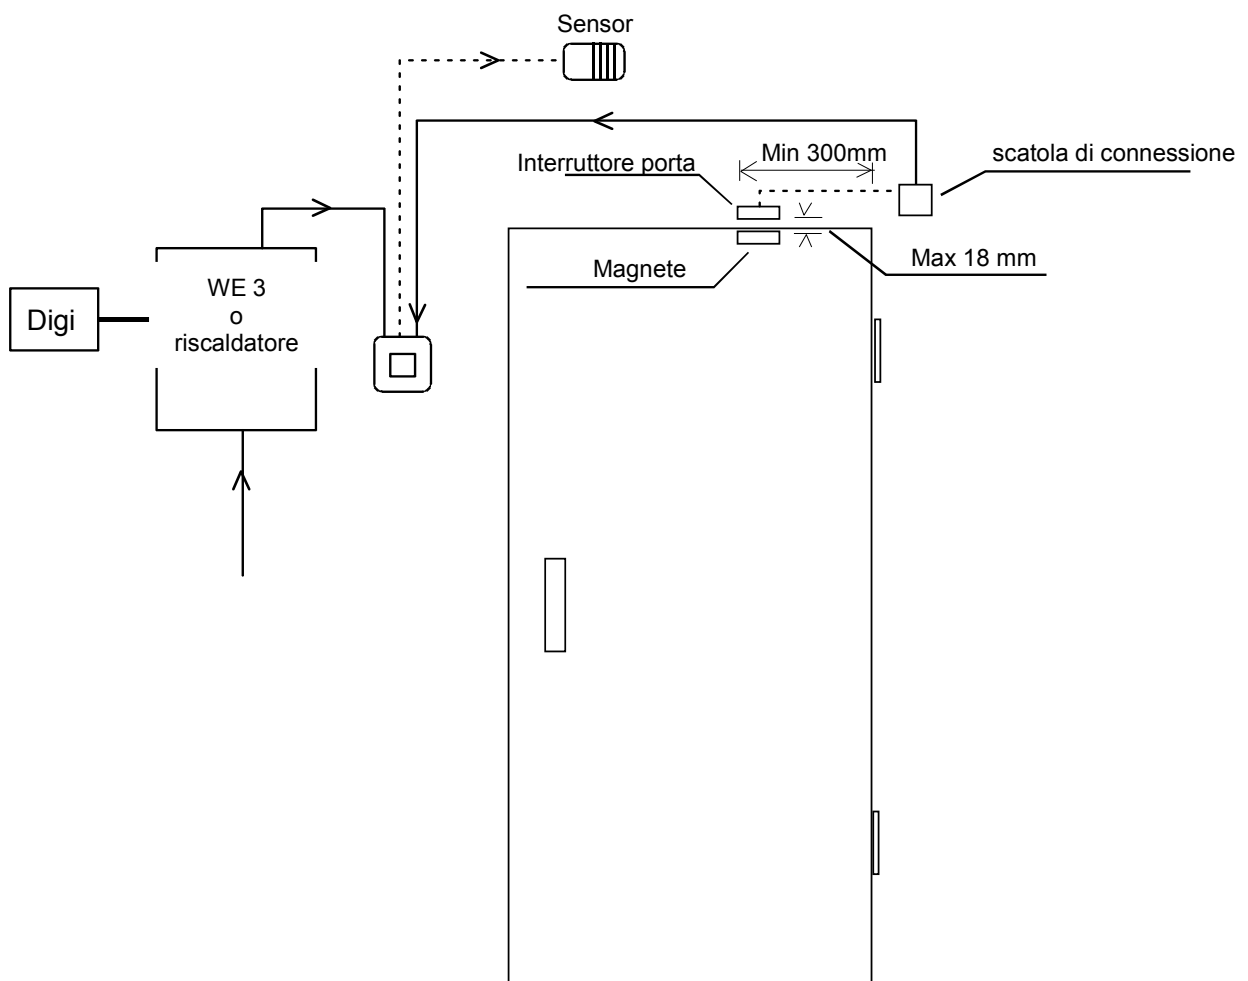 Sensor
Min 300mm
scatola di connessione
Interruttore porta
Max 18 mm
Magnete
WE 3
o
riscaldatore
Digi